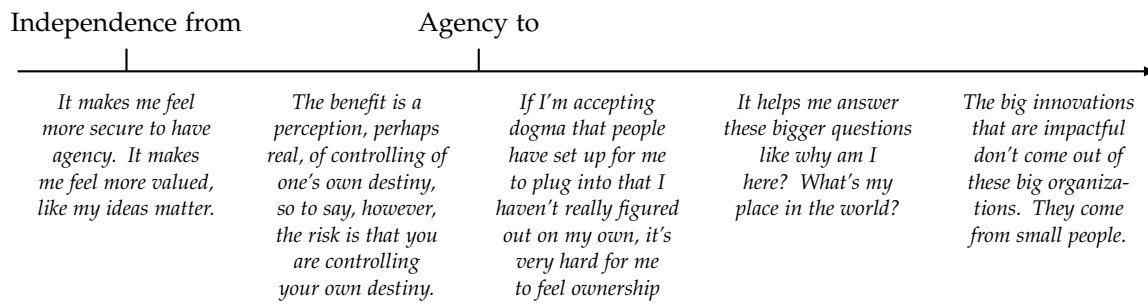 Independence from
Agency to
It makes me feel
more secure to have
agency. It makes
me feel more valued,
like my ideas matter.
The benefit is a
perception, perhaps
real, of controlling of
one's own destiny,
so to say, however,
the risk is that you
are controlling
your own destiny.
If I'm accepting
dogma that people
have set up for me
to plug into that I
haven't really figured
out on my own, it's
very hard for me
to feel ownership
It helps me answer
these bigger questions
like why am I
here? What's my
place in the world?
The big innovations
that are impactful
don't come out of
these big organiza-
tions. They come
from small people.